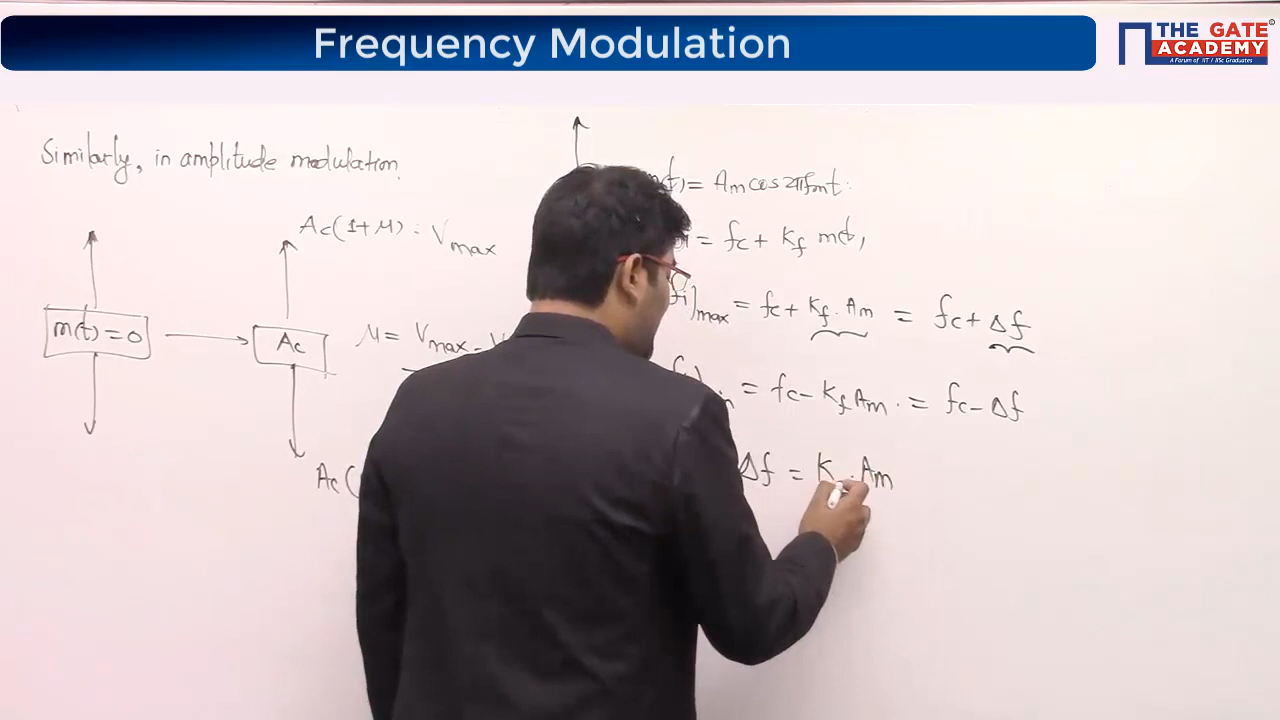 Frequency Modulation
THE GATE
ACADEMY
A Forum of IIT / IISc Graduates
Similarly, in amplitude modulation.
Ac(1+μ) = Vmax
m(t) = 0
Ac
μ = Vmax -
Ac (
= Am cos 2πfmt.
= fc + Kf m(t),
fi]max = fc + Kf . Am = fc + Δf
= fc - Kf Am . = fc - Δf
Δf = K . Am